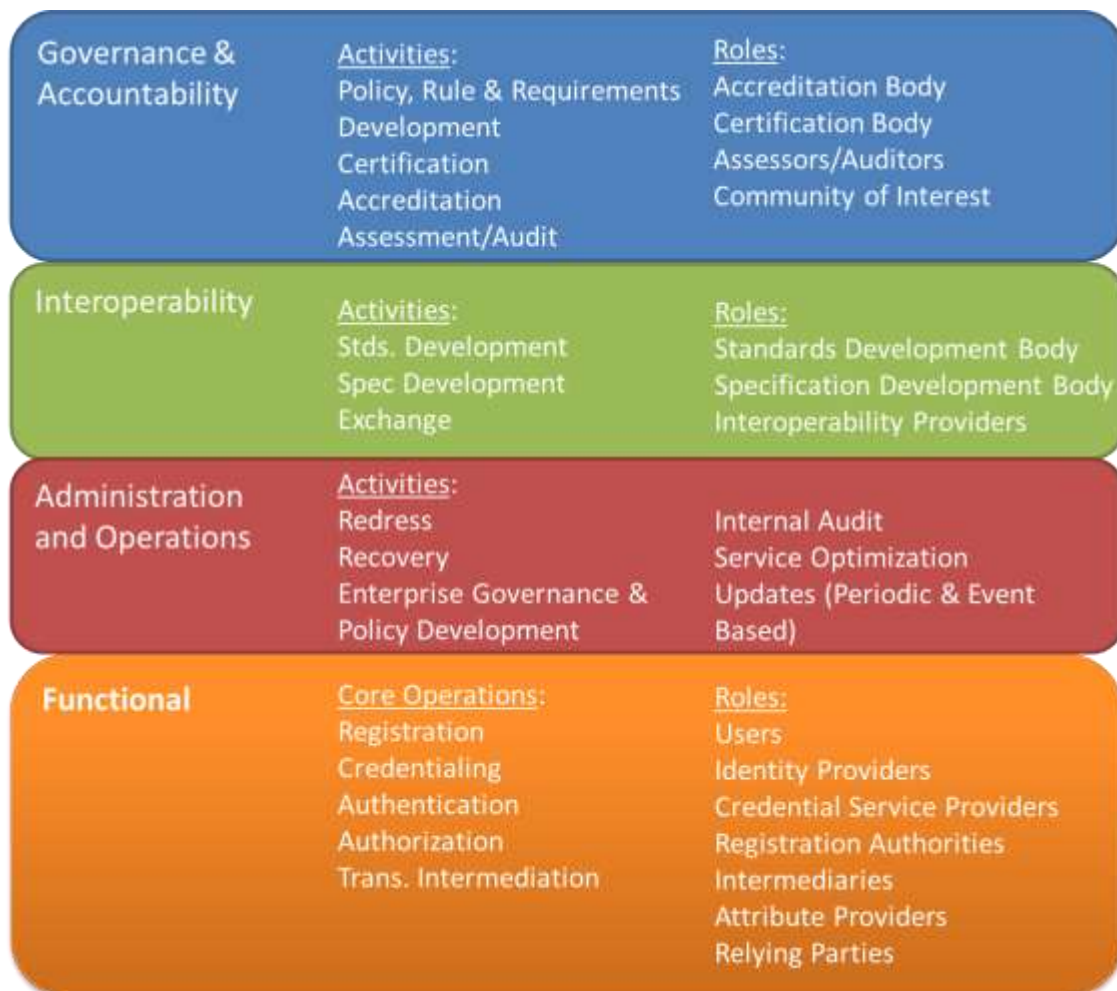 Governance &
Accountability
Activities:
Policy, Rule & Requirements
Development
Certification
Accreditation
Assessment/Audit
Roles:
Accreditation Body
Certification Body
Assessors/Auditors
Community of Interest
Interoperability
Activities:
Stds. Development
Spec Development
Exchange
Roles:
Standards Development Body
Specification Development Body
Interoperability Providers
Administration
and Operations
Activities:
Redress
Recovery
Enterprise Governance &
Policy Development
Internal Audit
Service Optimization
Updates (Periodic & Event
Based)
Functional
Core Operations:
Registration
Credentialing
Authentication
Authorization
Trans. Intermediation
Roles:
Users
Identity Providers
Credential Service Providers
Registration Authorities
Intermediaries
Attribute Providers
Relying Parties